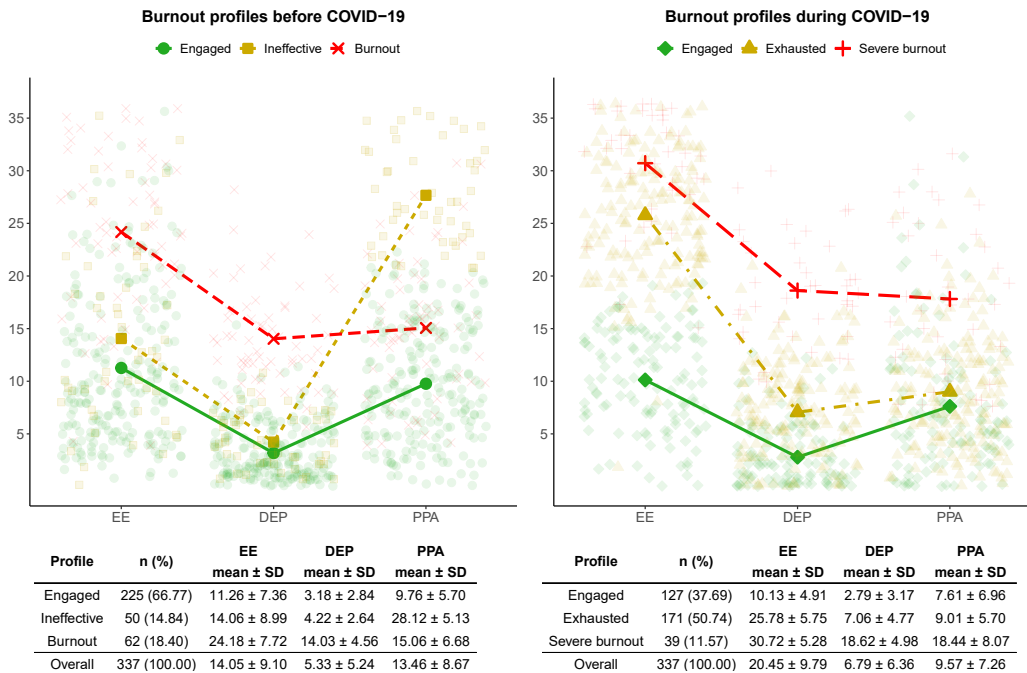 Burnout profiles before COVID−19
Engaged Ineffective Burnout
35
30
25
20
15
10
5
EE DEP PPA
Profile n (%) EE mean ± SD DEP mean ± SD PPA mean ± SD
Engaged 225 (66.77) 11.26 ± 7.36 3.18 ± 2.84 9.76 ± 5.70
Ineffective 50 (14.84) 14.06 ± 8.99 4.22 ± 2.64 28.12 ± 5.13
Burnout 62 (18.40) 24.18 ± 7.72 14.03 ± 4.56 15.06 ± 6.68
Overall 337 (100.00) 14.05 ± 9.10 5.33 ± 5.24 13.46 ± 8.67
Burnout profiles during COVID−19
Engaged Exhausted Severe burnout
35
30
25
20
15
10
5
EE DEP PPA
Profile n (%) EE mean ± SD DEP mean ± SD PPA mean ± SD
Engaged 127 (37.69) 10.13 ± 4.91 2.79 ± 3.17 7.61 ± 6.96
Exhausted 171 (50.74) 25.78 ± 5.75 7.06 ± 4.77 9.01 ± 5.70
Severe burnout 39 (11.57) 30.72 ± 5.28 18.62 ± 4.98 18.44 ± 8.07
Overall 337 (100.00) 20.45 ± 9.79 6.79 ± 6.36 9.57 ± 7.26